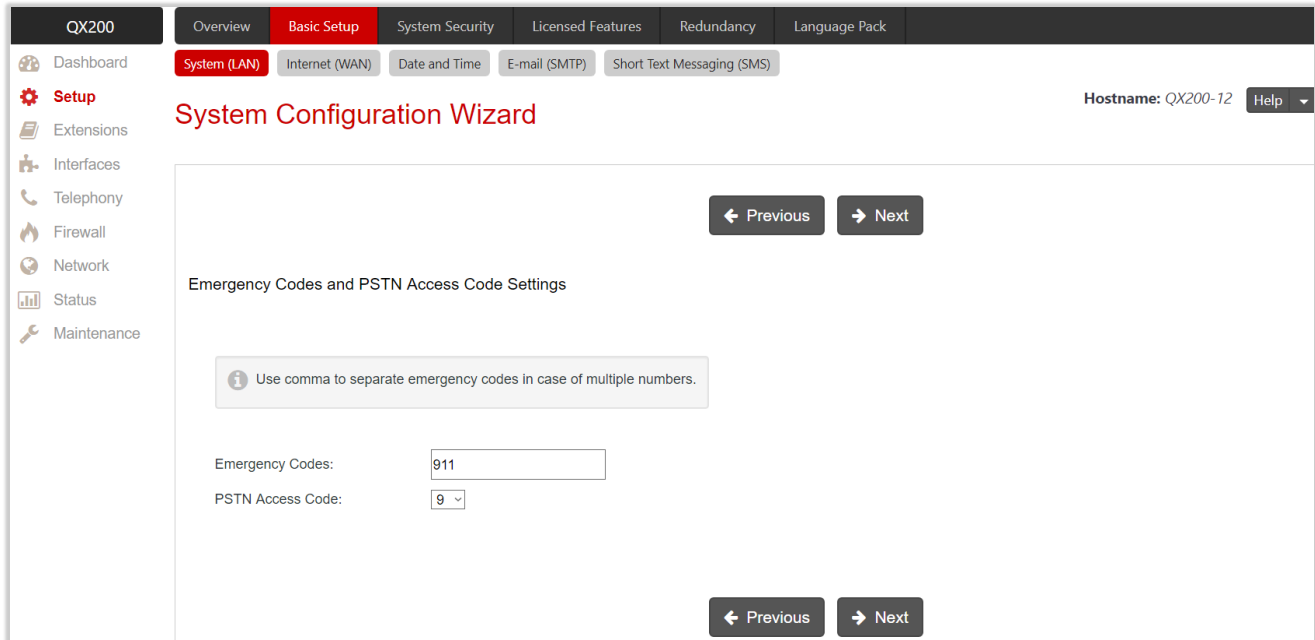 QX200
Overview Basic Setup System Security Licensed Features Redundancy Language Pack
System (LAN) Internet (WAN) Date and Time E-mail (SMTP) Short Text Messaging (SMS)
Dashboard
Setup
Extensions
Interfaces
Telephony
Firewall
Network
Status
Maintenance
System Configuration Wizard
Hostname: QX200-12 Help
Previous Next
Emergency Codes and PSTN Access Code Settings
Use comma to separate emergency codes in case of multiple numbers.
Emergency Codes: 911
PSTN Access Code: 9
Previous Next